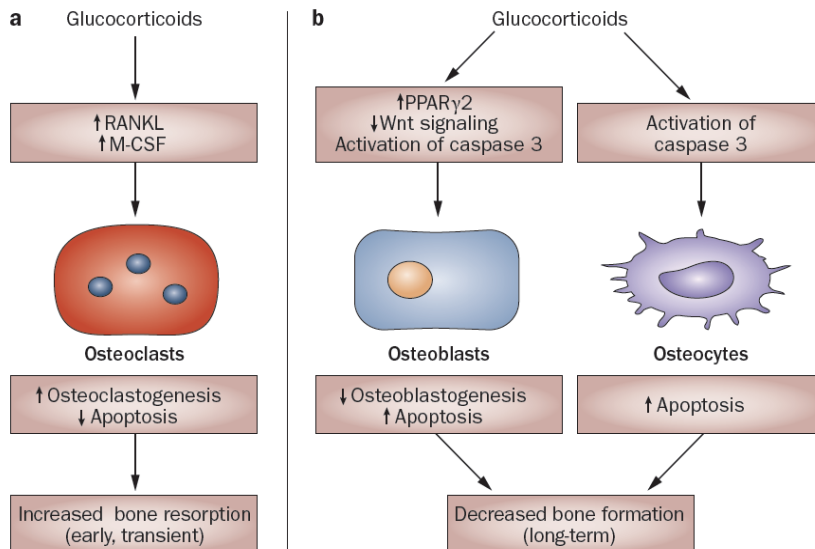 a
Glucocorticoids
↑RANKL
↑M-CSF
Osteoclasts
↑Osteoclastogenesis
↓Apoptosis
Increased bone resorption
(early, transient)
b
Glucocorticoids
↑PPARγ2
↓Wnt signaling
Activation of caspase 3
Activation of
caspase 3
Osteoblasts
Osteocytes
↓Osteoblastogenesis
↑Apoptosis
↑Apoptosis
Decreased bone formation
(long-term)